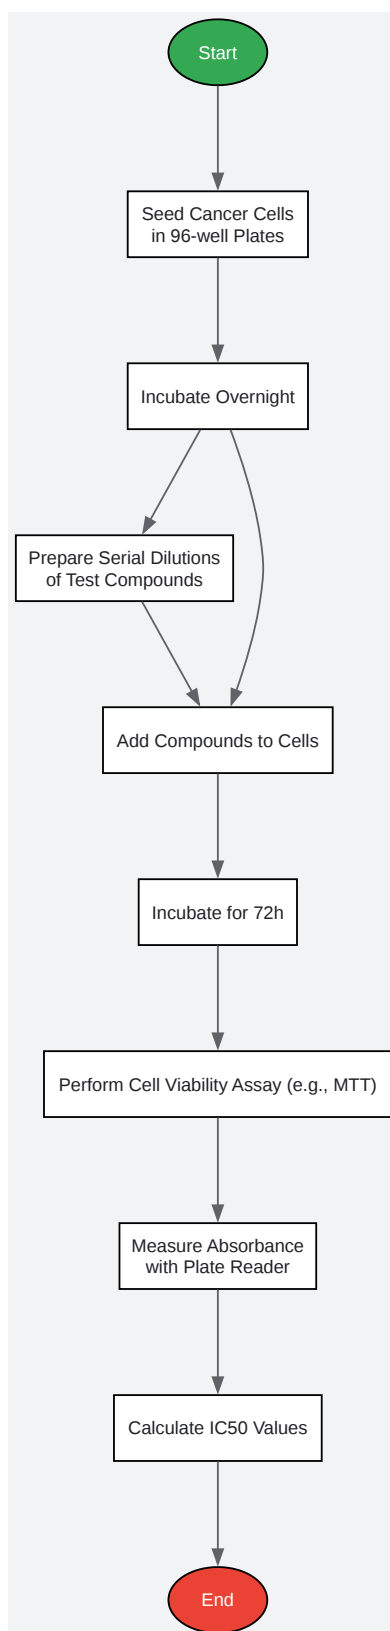 Start
Seed Cancer Cells
in 96-well Plates
Incubate Overnight
Prepare Serial Dilutions
of Test Compounds
Add Compounds to Cells
Incubate for 72h
Perform Cell Viability Assay (e.g., MTT)
Measure Absorbance
with Plate Reader
Calculate IC50 Values
End